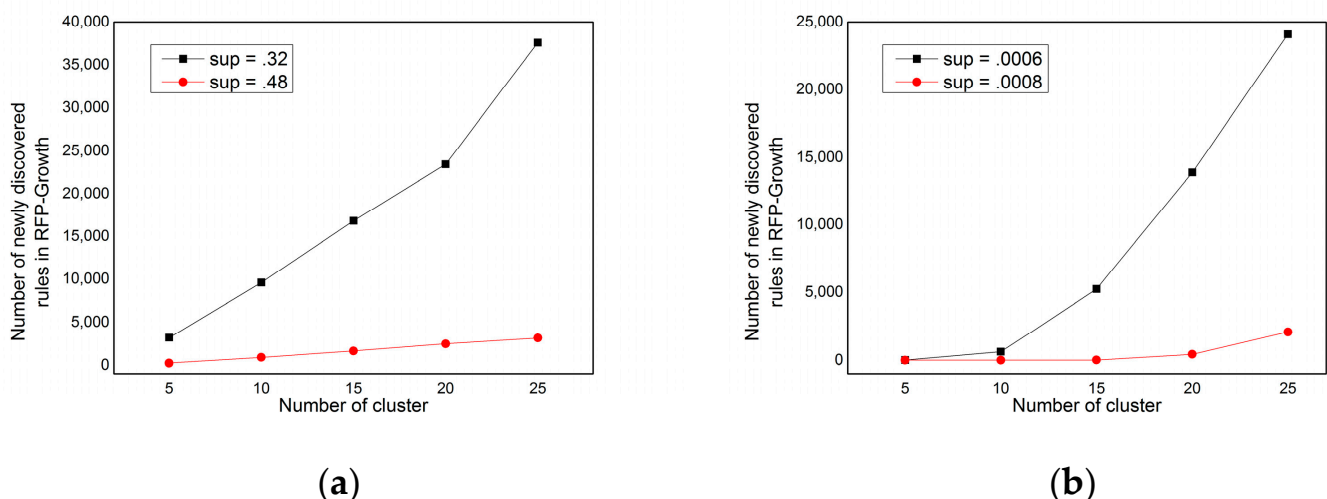 40,000
35,000
30,000
25,000
20,000
15,000
10,000
5,000
0
Number of newly discovered
rules in RFP-Growth
sup = .32
sup = .48
5 10 15 20 25
Number of cluster
(a)
25,000
20,000
15,000
10,000
5,000
0
Number of newly discovered
rules in RFP-Growth
sup = .0006
sup = .0008
5 10 15 20 25
Number of cluster
(b)